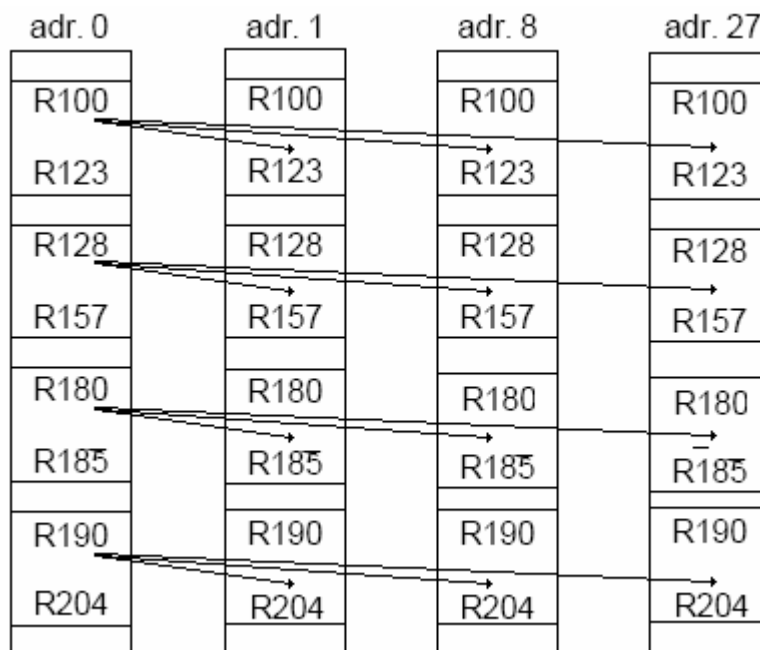 adr. 0 adr. 1 adr. 8 adr. 27
R100 R100 R100 R100
R123 R123 R123 R123
R128 R128 R128 R128
R157 R157 R157 R157
R180 R180 R180 R180
R185 R185 R185 R185
R190 R190 R190 R190
R204 R204 R204 R204